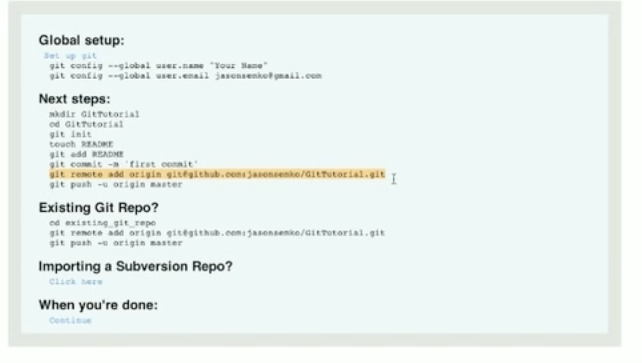 Global setup:
Set up git
git config --global user.name "Your Name"
git config --global user.email jasonsenko@gmail.com
Next steps:
mkdir GitTutorial
cd GitTutorial
git init
touch README
git add README
git commit -m 'first commit'
git remote add origin git@github.com:jasonsenko/GitTutorial.git
git push -u origin master
Existing Git Repo?
cd existing_git_repo
git remote add origin git@github.com:jasonsenko/GitTutorial.git
git push -u origin master
Importing a Subversion Repo?
Click here
When you're done:
Continue